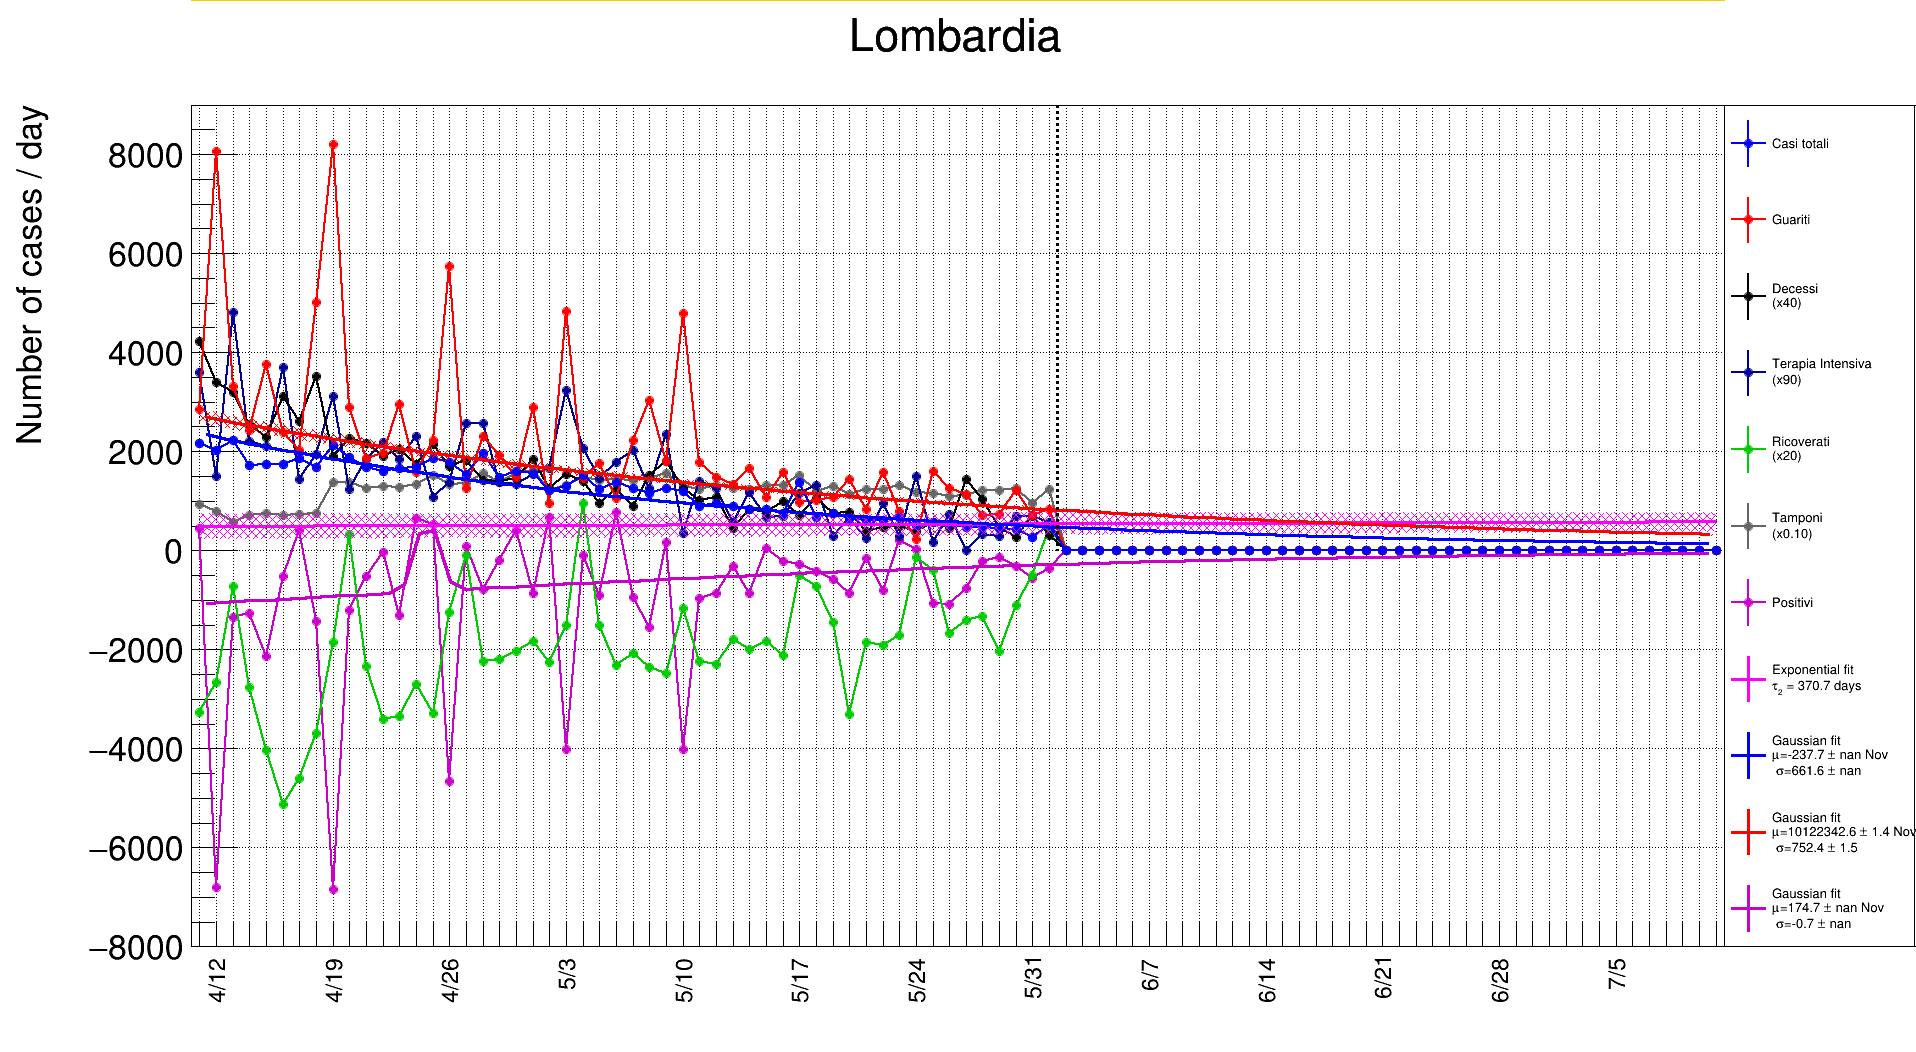 Lombardia
Number of cases / day
8000
6000
4000
2000
0
−2000
−4000
−6000
−8000
4/12
4/19
4/26
5/3
5/10
5/17
5/24
5/31
6/7
6/14
6/21
6/28
7/5
Casi totali
Guariti
Decessi
(x40)
Terapia Intensiva
(x90)
Ricoverati
(x20)
Tamponi
(x0.10)
Positivi
Exponential fit
τ2 = 370.7 days
Gaussian fit
μ=-237.7 ± nan Nov
σ=661.6 ± nan
Gaussian fit
μ=10122342.6 ± 1.4 Nov
σ=752.4 ± 1.5
Gaussian fit
μ=174.7 ± nan Nov
σ=-0.7 ± nan